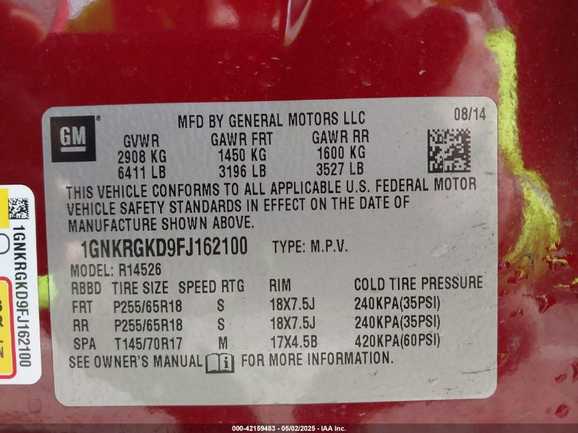 MFD BY GENERAL MOTORS LLC 08/14
GM
GVWR GAWR FRT GAWR RR
2908 KG 1450 KG 1600 KG
6411 LB 3196 LB 3527 LB
THIS VEHICLE CONFORMS TO ALL APPLICABLE U.S. FEDERAL MOTOR
VEHICLE SAFETY STANDARDS IN EFFECT ON THE DATE OF
MANUFACTURE SHOWN ABOVE.
1GNKRGKD9FJ162100 TYPE: M.P.V.
MODEL: R14526
RBBD TIRE SIZE SPEED RTG RIM COLD TIRE PRESSURE
FRT P255/65R18 S 18X7.5J 240KPA(35PSI)
RR P255/65R18 S 18X7.5J 240KPA(35PSI)
SPA T145/70R17 M 17X4.5B 420KPA(60PSI)
SEE OWNER'S MANUAL FOR MORE INFORMATION.
1GNKRGKD9FJ162100
000-42159483 - 05/02/2025 - IAA Inc.